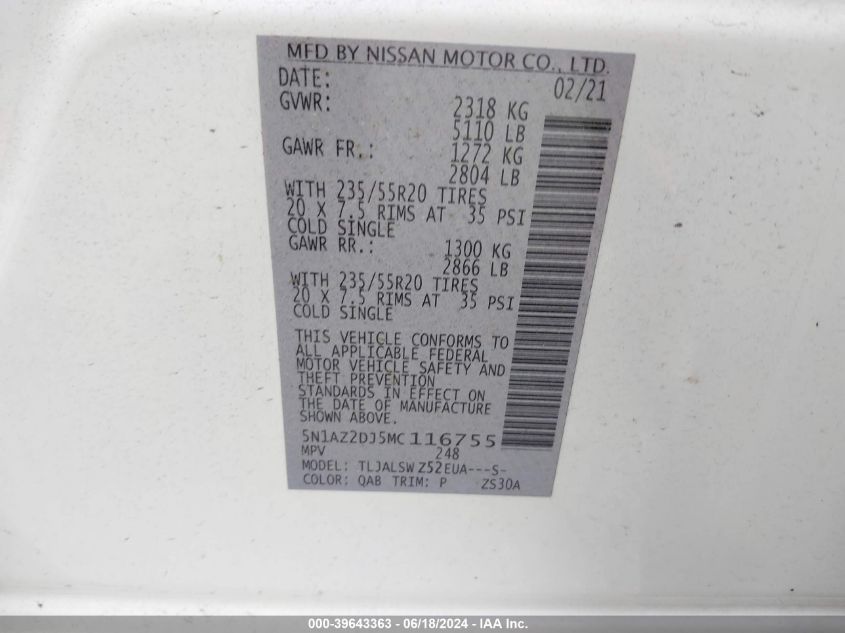 MFD BY NISSAN MOTOR CO., LTD.
DATE: 02/21
GVWR: 2318 KG
5110 LB
GAWR FR.: 1272 KG
2804 LB
WITH 235/55R20 TIRES
20 X 7.5 RIMS AT 35 PSI
COLD SINGLE
GAWR RR.: 1300 KG
2866 LB
WITH 235/55R20 TIRES
20 X 7.5 RIMS AT 35 PSI
COLD SINGLE
THIS VEHICLE CONFORMS TO
ALL APPLICABLE FEDERAL
MOTOR VEHICLE SAFETY AND
THEFT PREVENTION
STANDARDS IN EFFECT ON
THE DATE OF MANUFACTURE
SHOWN ABOVE.
5N1AZ2DJ5MC116755
MPV 248
MODEL: TLJALSW Z52EUA---S-
COLOR: QAB TRIM: P ZS30A
000-39643363 - 06/18/2024 - IAA Inc.